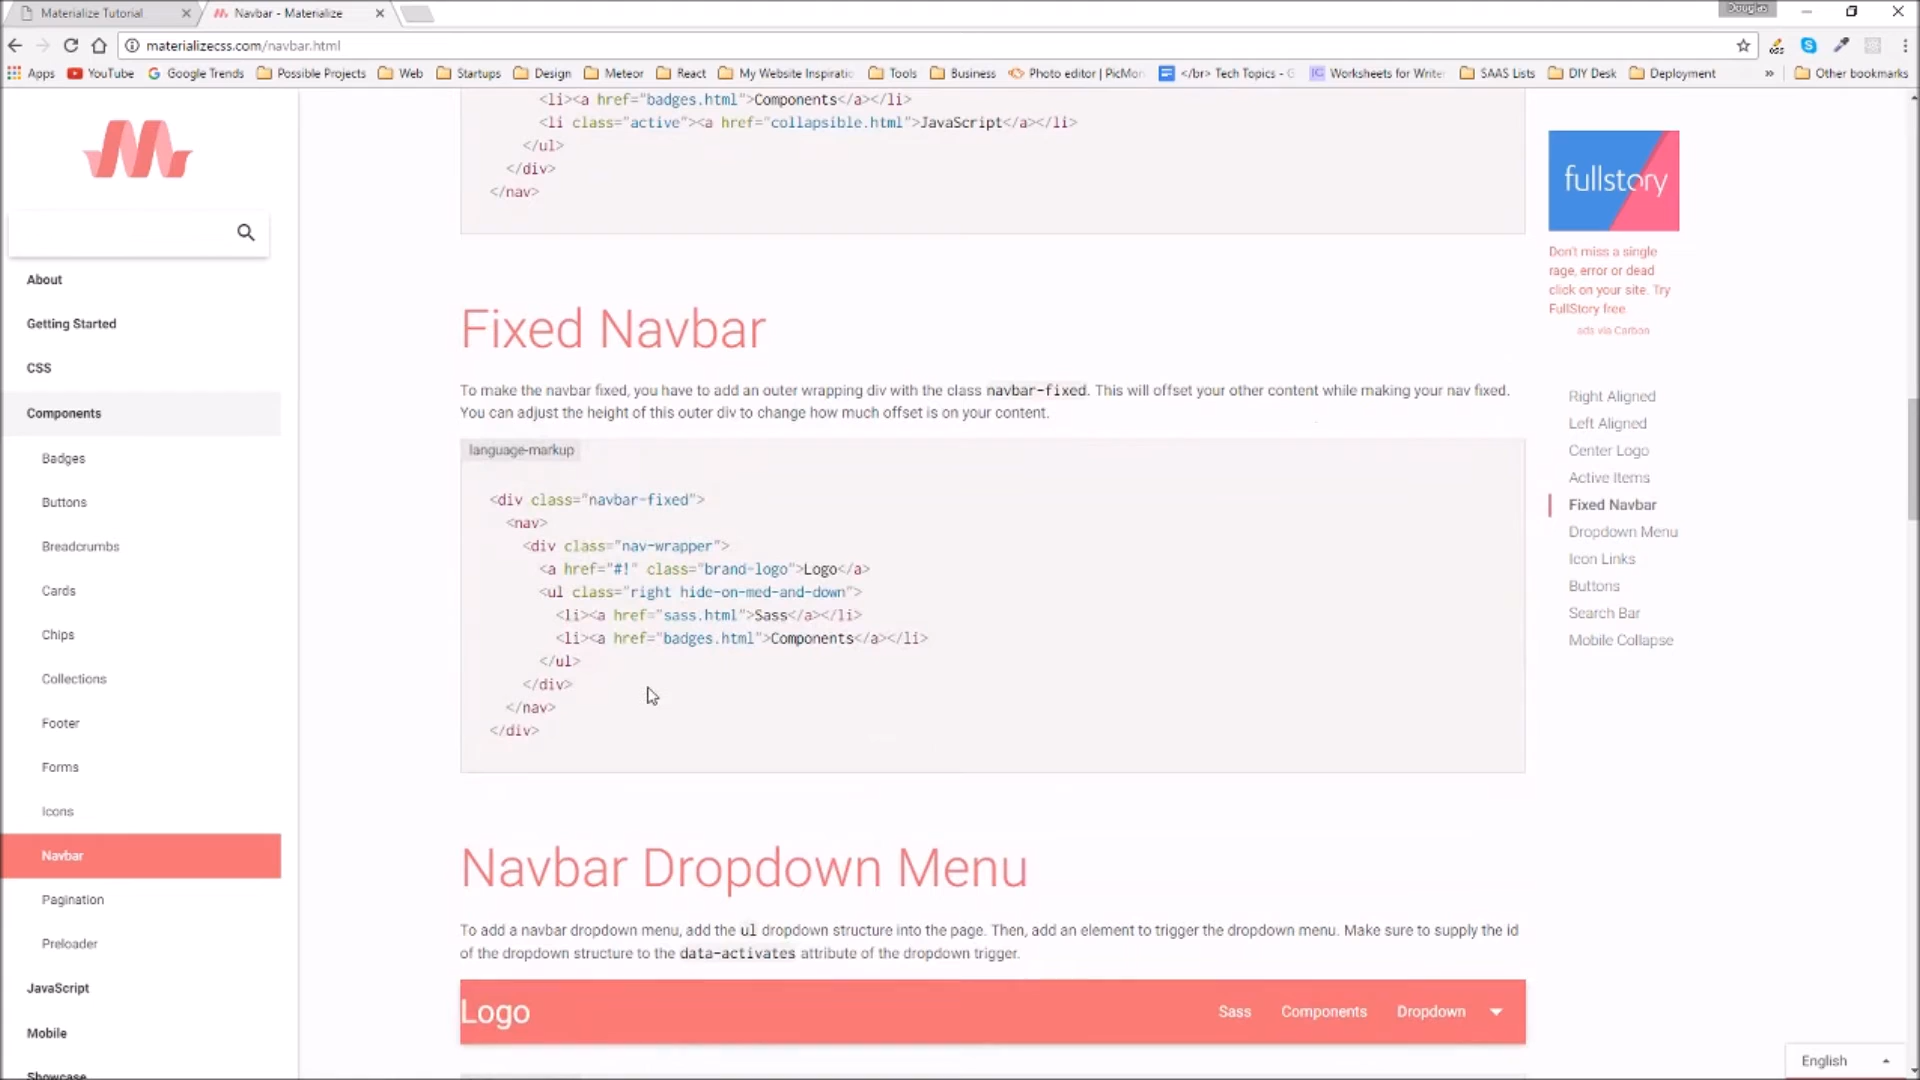 Materialize Tutorial
Navbar - Materialize
Douglas
materializecss.com/navbar.html
Apps
YouTube
Google Trends
Possible Projects
Web
Startups
Design
Meteor
React
My Website Inspiratio
Tools
Business
Photo editor | PicMon
</br> Tech Topics - G
Worksheets for Write
SAAS Lists
DIY Desk
Deployment
»
Other bookmarks
About
Getting Started
CSS
Components
Badges
Buttons
Breadcrumbs
Cards
Chips
Collections
Footer
Forms
Icons
Navbar
Pagination
Preloader
JavaScript
Mobile
Showcase
<li><a href="badges.html">Components</a></li>
<li class="active"><a href="collapsible.html">JavaScript</a></li>
</ul>
</div>
</nav>
Fixed Navbar
To make the navbar fixed, you have to add an outer wrapping div with the class navbar-fixed. This will offset your other content while making your nav fixed.
You can adjust the height of this outer div to change how much offset is on your content.
language-markup
<div class="navbar-fixed">
<nav>
<div class="nav-wrapper">
<a href="#!" class="brand-logo">Logo</a>
<ul class="right hide-on-med-and-down">
<li><a href="sass.html">Sass</a></li>
<li><a href="badges.html">Components</a></li>
</ul>
</div>
</nav>
</div>
Navbar Dropdown Menu
To add a navbar dropdown menu, add the ul dropdown structure into the page. Then, add an element to trigger the dropdown menu. Make sure to supply the id
of the dropdown structure to the data-activates attribute of the dropdown trigger.
Logo
Sass
Components
Dropdown
fullstory
Don't miss a single
rage, error or dead
click on your site. Try
FullStory free
ads via Carbon
Right Aligned
Left Aligned
Center Logo
Active Items
Fixed Navbar
Dropdown Menu
Icon Links
Buttons
Search Bar
Mobile Collapse
English